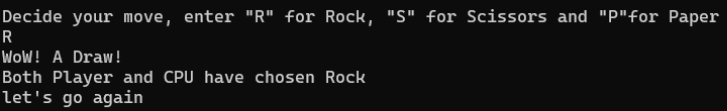 Decide your move, enter "R" for Rock, "S" for Scissors and "P"for Paper
R
WoW! A Draw!
Both Player and CPU have chosen Rock
let's go again